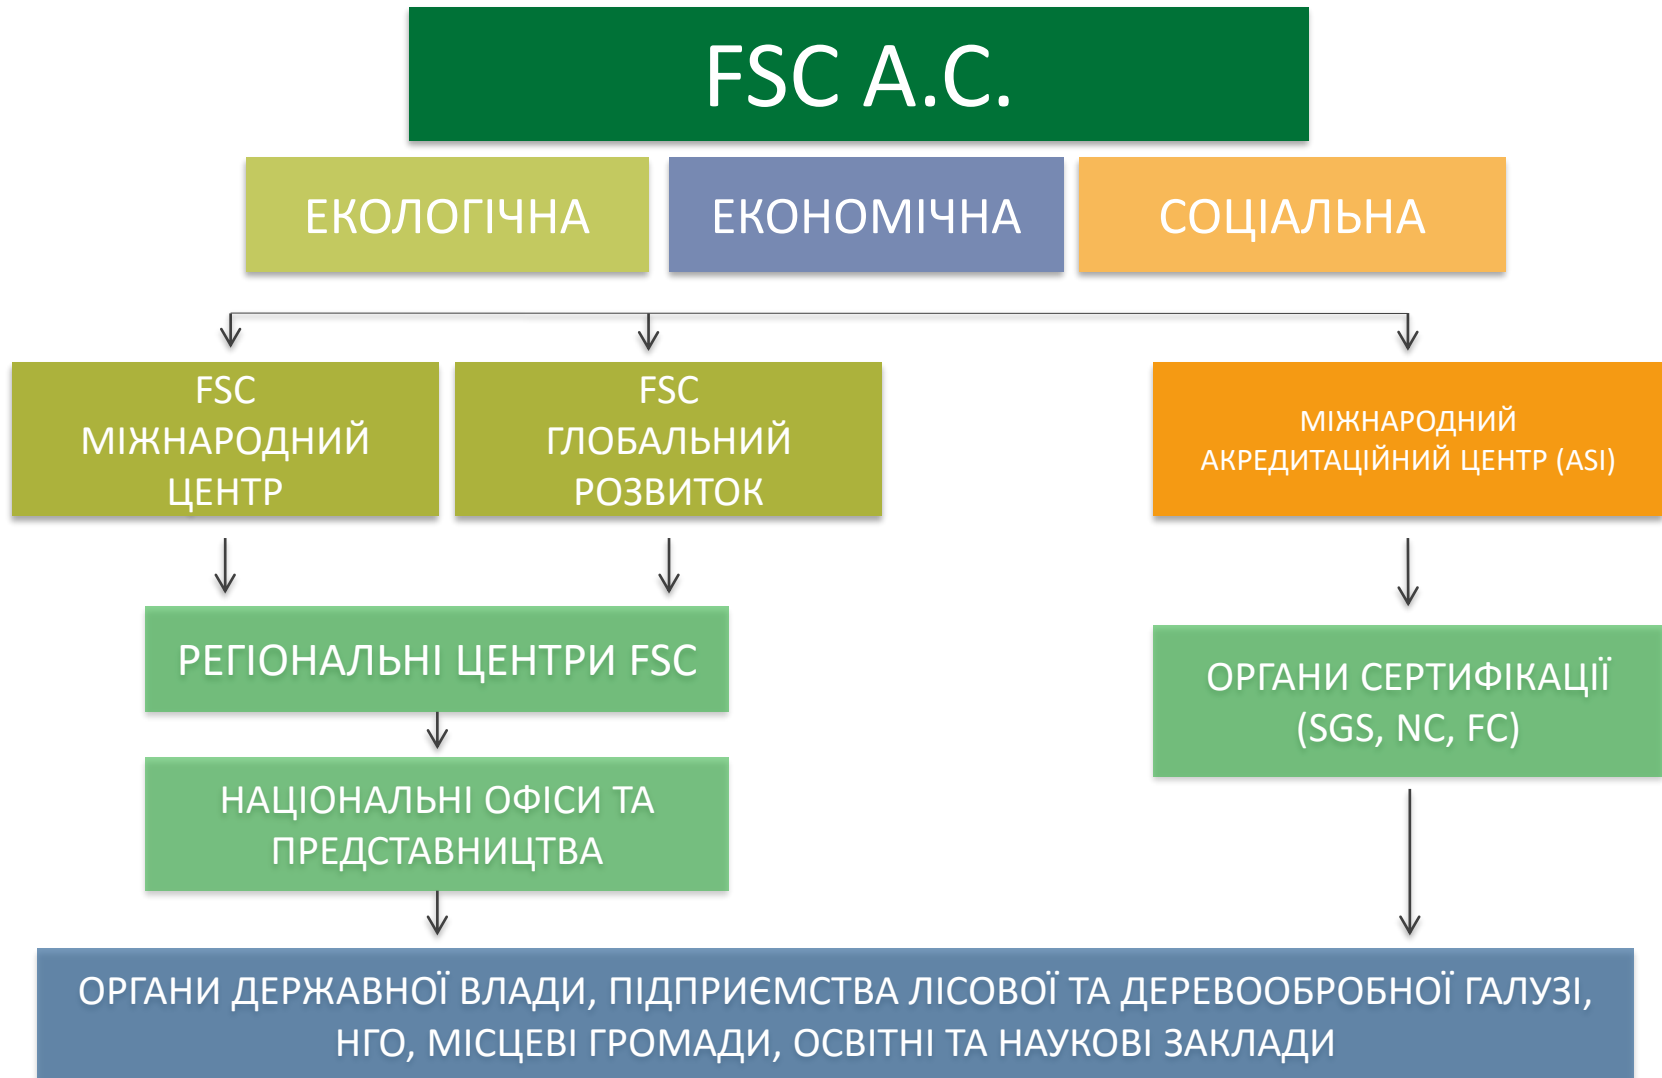 FSC A.C.
ЕКОЛОГІЧНА
ЕКОНОМІЧНА
СОЦІАЛЬНА
FSC
МІЖНАРОДНИЙ
ЦЕНТР
FSC
ГЛОБАЛЬНИЙ
РОЗВИТОК
МІЖНАРОДНИЙ
АКРЕДИТАЦІЙНИЙ ЦЕНТР (ASI)
РЕГІОНАЛЬНІ ЦЕНТРИ FSC
ОРГАНИ СЕРТИФІКАЦІЇ
(SGS, NC, FC)
НАЦІОНАЛЬНІ ОФІСИ ТА
ПРЕДСТАВНИЦТВА
ОРГАНИ ДЕРЖАВНОЇ ВЛАДИ, ПІДПРИЄМСТВА ЛІСОВОЇ ТА ДЕРЕВООБРОБНОЇ ГАЛУЗІ,
НГО, МІСЦЕВІ ГРОМАДИ, ОСВІТНІ ТА НАУКОВІ ЗАКЛАДИ